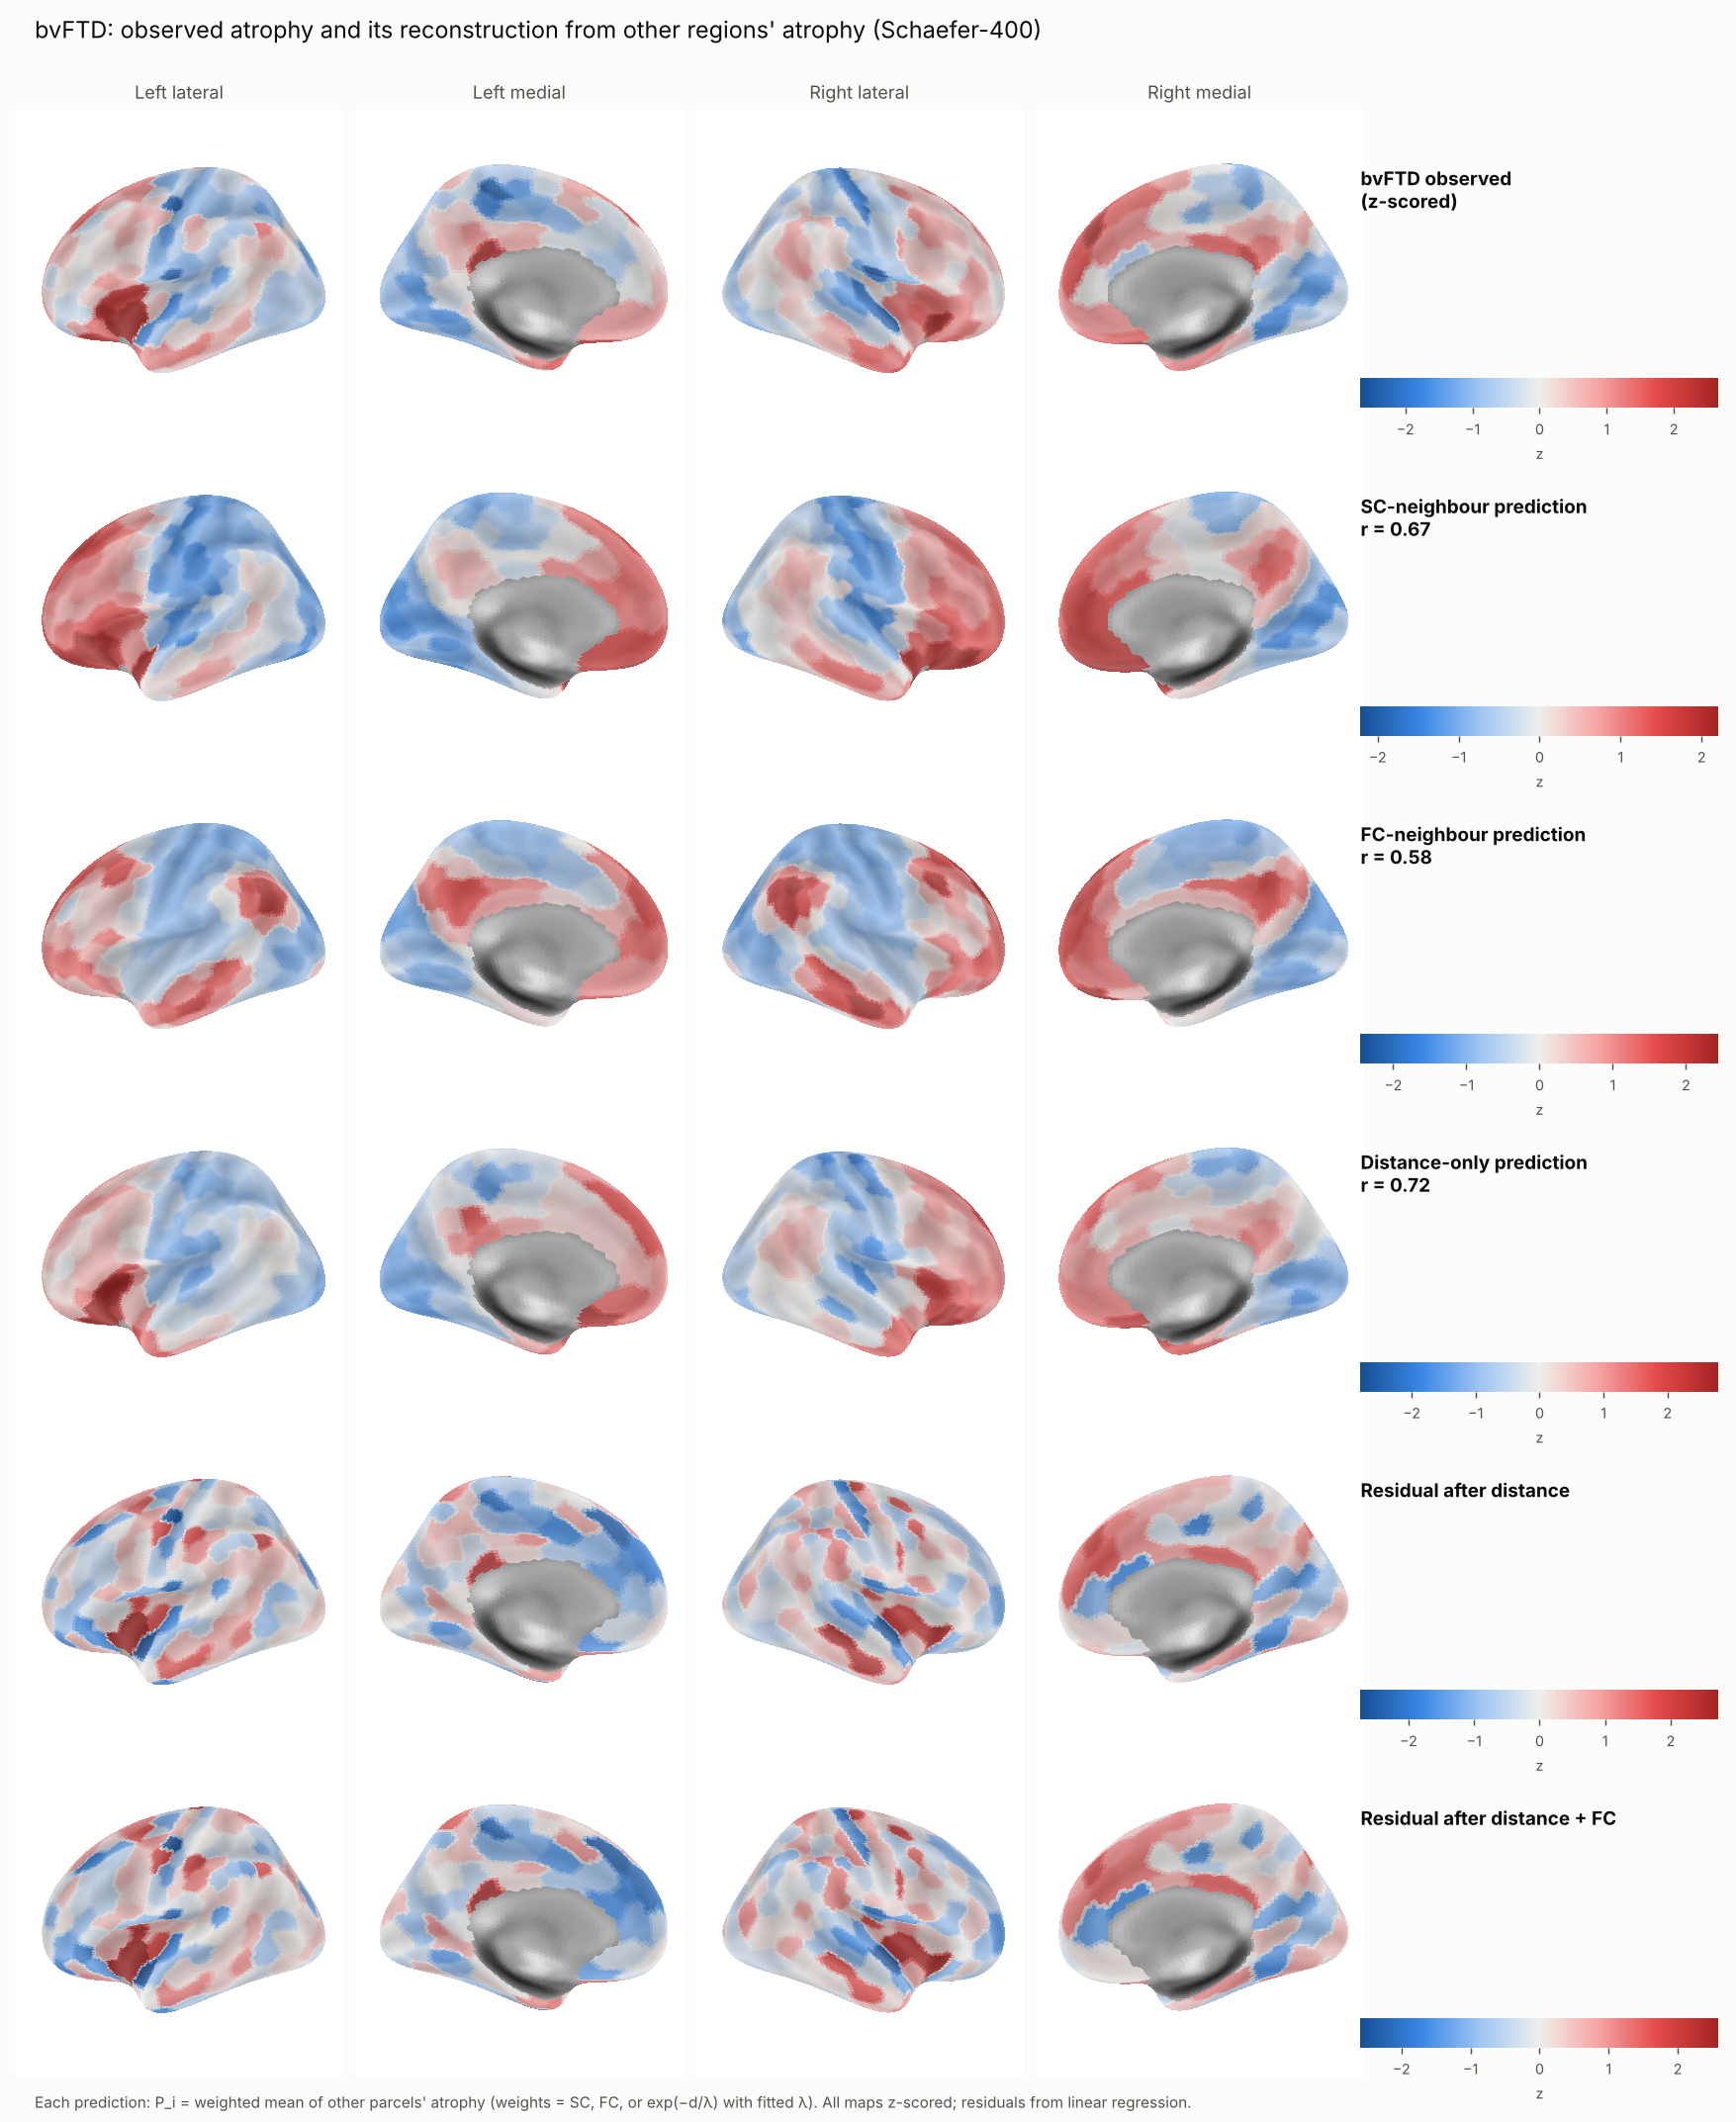 bvFTD: observed atrophy and its reconstruction from other regions' atrophy (Schaefer-400)
Left lateral
Left medial
Right lateral
Right medial
bvFTD observed
(z-scored)
−2 −1 0 1 2
z
SC-neighbour prediction
r = 0.67
−2 −1 0 1 2
z
FC-neighbour prediction
r = 0.58
−2 −1 0 1 2
z
Distance-only prediction
r = 0.72
−2 −1 0 1 2
z
Residual after distance
−2 −1 0 1 2
z
Residual after distance + FC
−2 −1 0 1 2
z
Each prediction: P_i = weighted mean of other parcels' atrophy (weights = SC, FC, or exp(−d/λ) with fitted λ). All maps z-scored; residuals from linear regression.